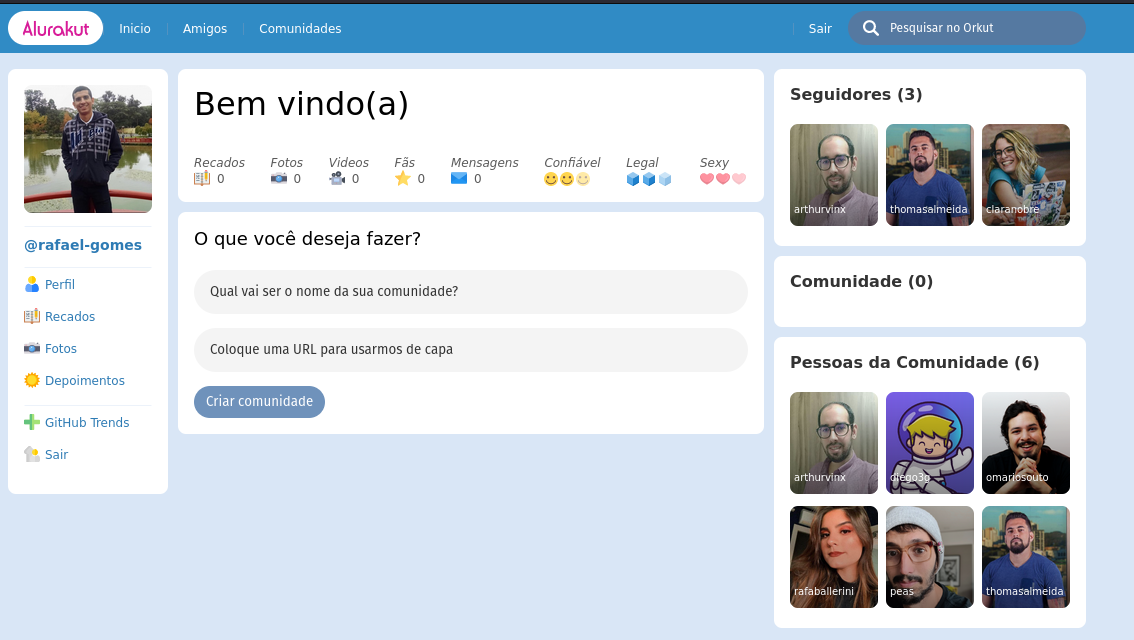 Alurakut
Inicio
Amigos
Comunidades
Sair
Pesquisar no Orkut
@rafael-gomes
Perfil
Recados
Fotos
Depoimentos
GitHub Trends
Sair
Bem vindo(a)
Recados Fotos Videos Fãs Mensagens Confiável Legal Sexy
0 0 0 0 0
O que você deseja fazer?
Qual vai ser o nome da sua comunidade?
Coloque uma URL para usarmos de capa
Criar comunidade
Seguidores (3)
arthurvinx thomasalmeida claranobre
Comunidade (0)
Pessoas da Comunidade (6)
arthurvinx diego3g omariosouto
rafaballerini peas thomasalmeida